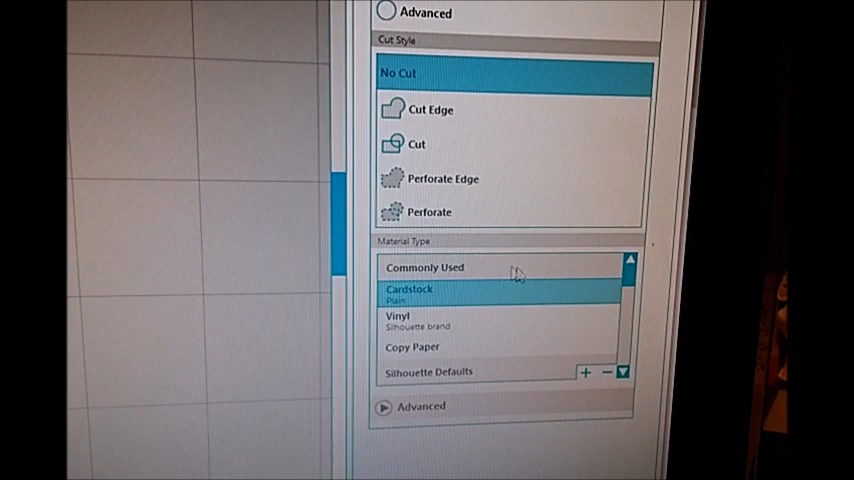 Advanced
Cut Style
No Cut
Cut Edge
Cut
Perforate Edge
Perforate
Material Type
Commonly Used
Cardstock
Plain
Vinyl
Silhouette brand
Copy Paper
Silhouette Defaults
Advanced